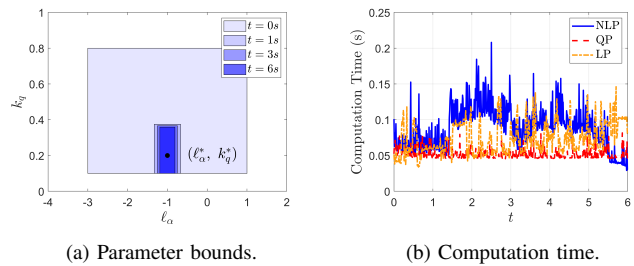 1
0.8
0.6
0.4
0.2
0
k_q
-4
-3
-2
-1
0
1
2
ℓ_α
t = 0s
t = 1s
t = 3s
t = 6s
(ℓ*_α, k*_q)
(a) Parameter bounds.
0.25
0.2
0.15
0.1
0.05
0
Computation Time (s)
0
1
2
3
4
5
6
t
NLP
QP
LP
(b) Computation time.